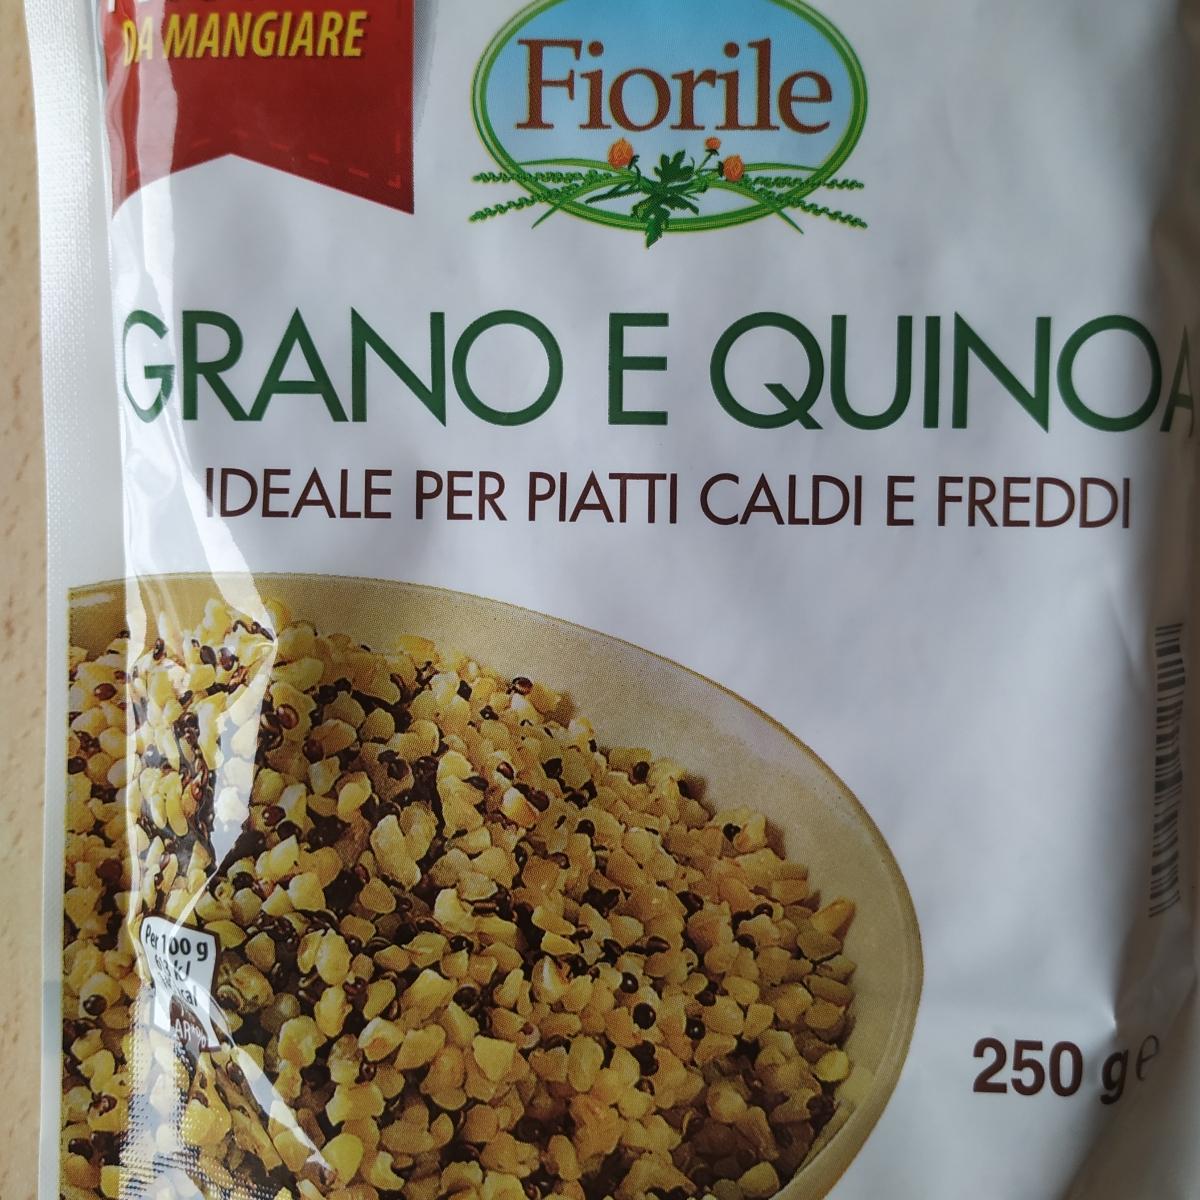 DA MANGIARE
Fiorile
GRANO E QUINOA
IDEALE PER PIATTI CALDI E FREDDI
Per 100 g
250 g e